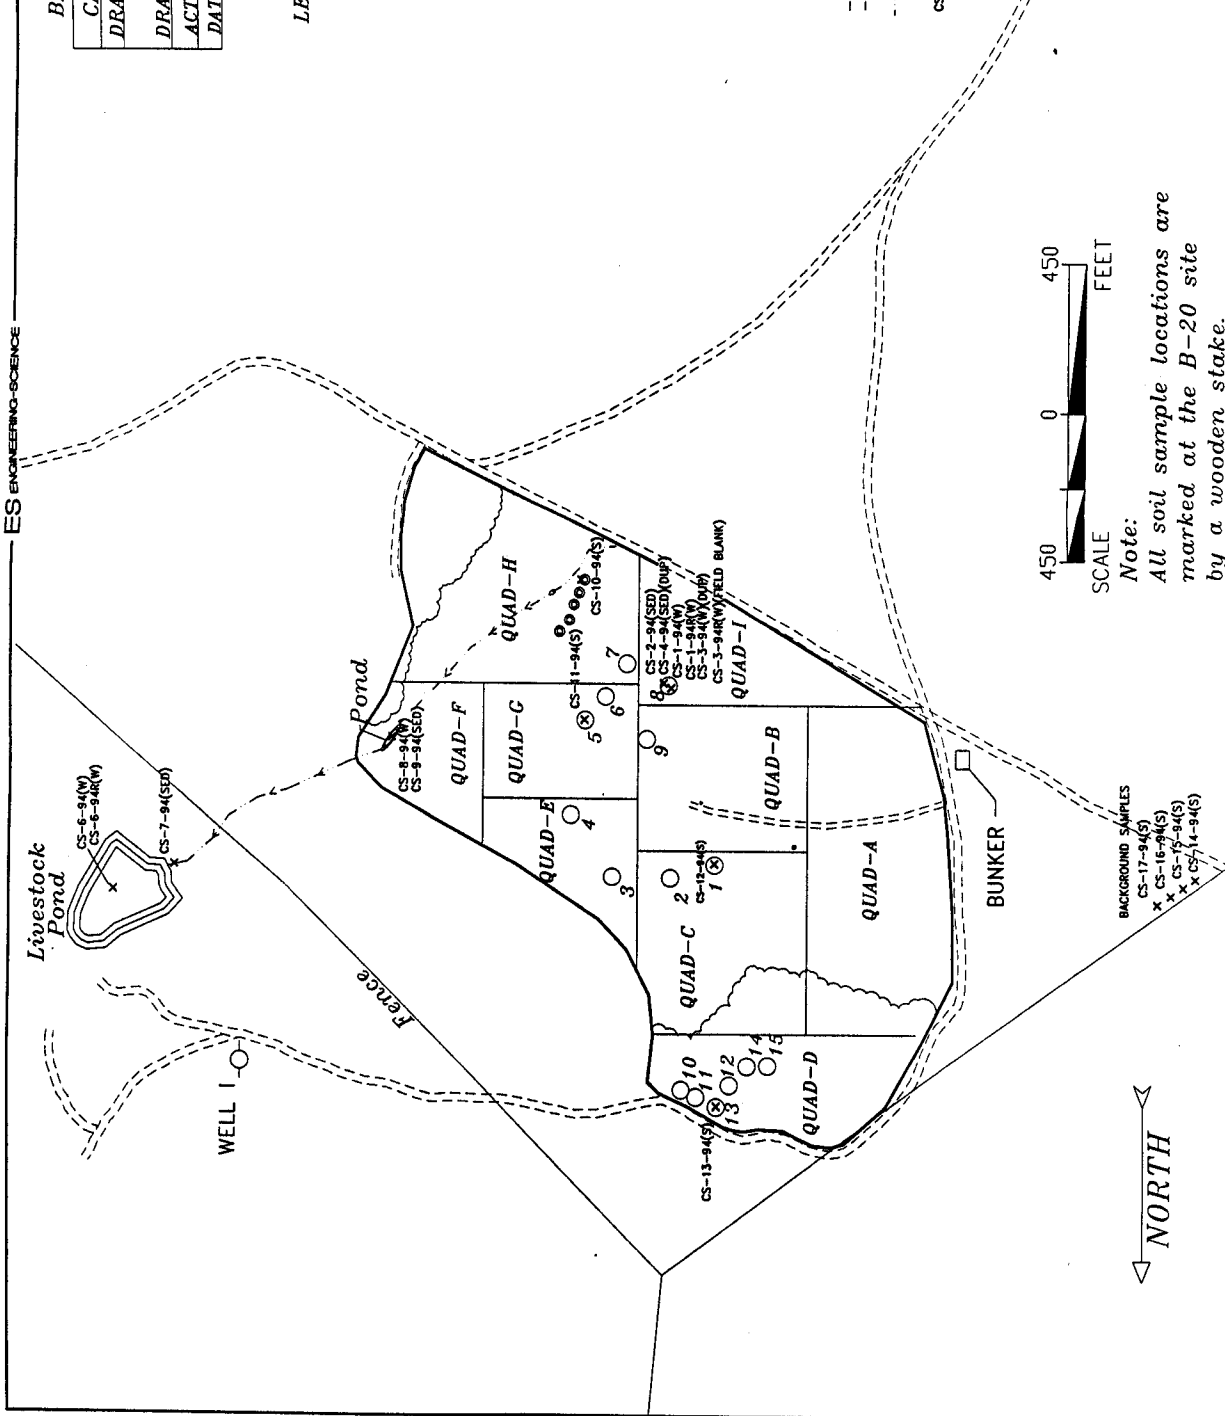 ES ENGINEERING-SCIENCE
Livestock
Pond
CS-6-94(W)
CS-6-94R(W)
CS-7-94(SED)
WELL I
Fence
Pond
CS-8-94(W)
CS-9-94(SED)
QUAD-F
QUAD-G
QUAD-H
CS-11-94(S)
CS-10-94(S)
QUAD-E
3
4
5
6
7
8
9
CS-2-94(SED)
CS-4-94(SED)(DUP)
CS-1-94(W)
CS-1-94R(W)
CS-3-94(W)(DUP)
CS-3-94R(W)(FIELD BLANK)
QUAD-I
QUAD-B
QUAD-C
2
CS-12-94(S)
1
QUAD-A
10
11
12
13
14
15
CS-13-94(S)
QUAD-D
BUNKER
BACKGROUND SAMPLES
CS-17-94(S)
CS-16-94(S)
CS-15-94(S)
CS-14-94(S)
NORTH
450
0
450
SCALE
FEET
Note:
All soil sample locations are
marked at the B-20 site
by a wooden stake.
DRA
DRA
ACT
DAT